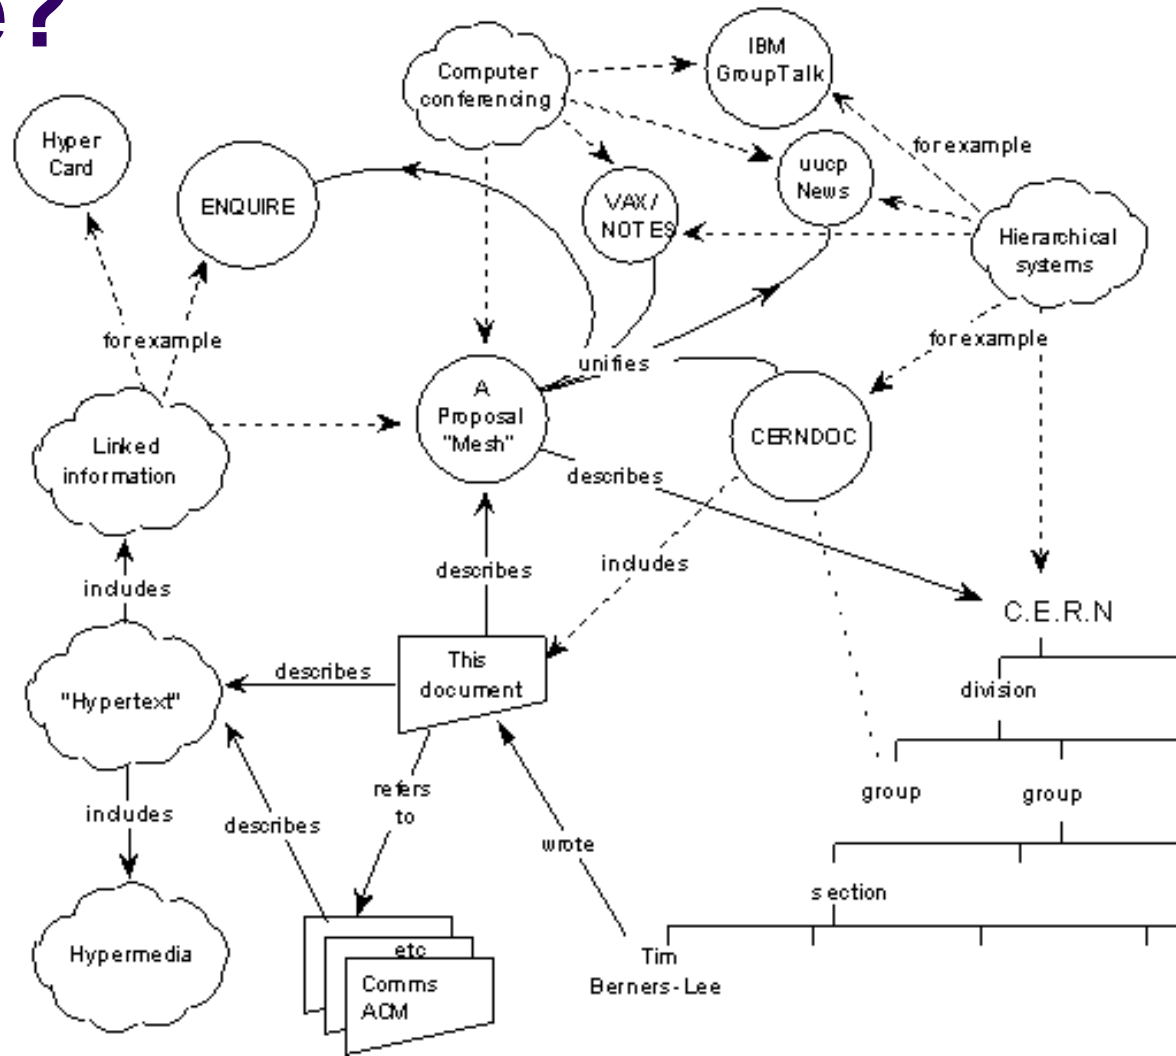 e?
IBM
GroupTalk
Computer
conferencing
Hyper
Card
for example
uucp
News
ENQUIRE
VAX/
NOTES
Hierarchical
systems
for example
for example
unifies
A
Proposal
"Mesh"
CERNDOC
Linked
information
describes
includes
describes
includes
C.E.R.N
This
document
describes
division
"Hypertext"
refers
to
group
group
includes
describes
wrote
section
Hypermedia
etc
Comms
ACM
Tim
Berners-Lee